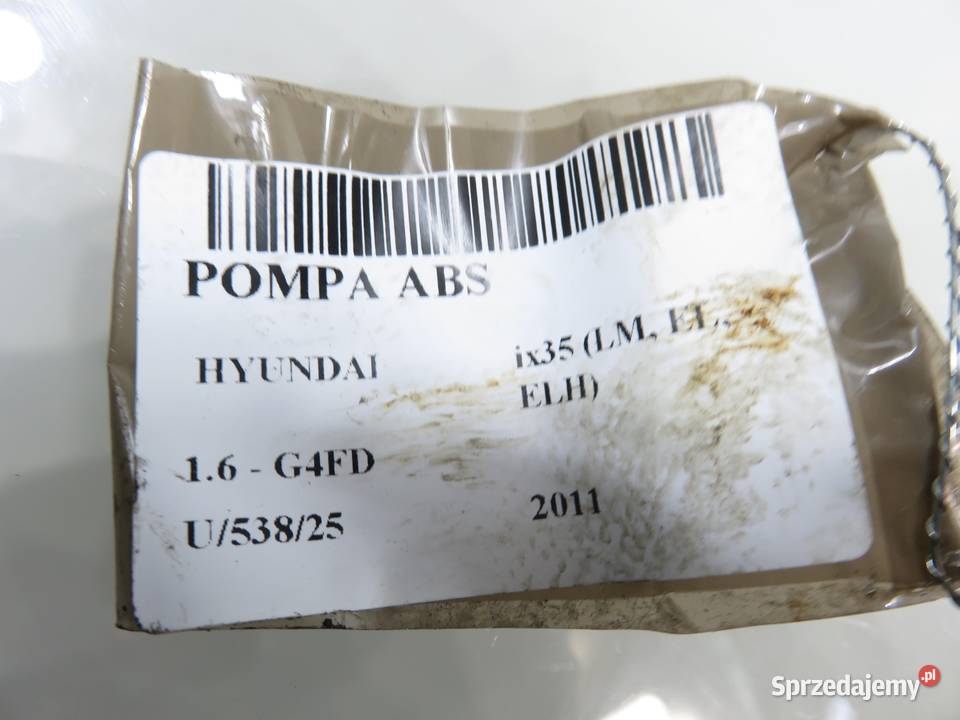 POMPA ABS
HYUNDAI
ix35 (LM, EL,
ELH)
1.6 - G4FD
U/538/25
2011
Sprzedajemy.pl